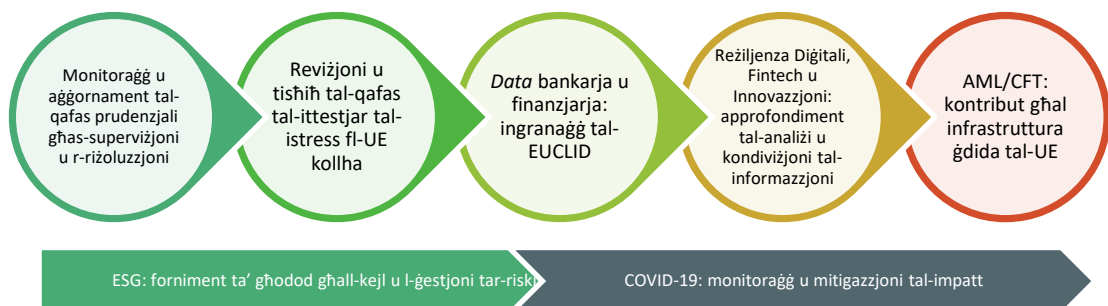 Monitoraġġ u
aġġornament tal-
qafas prudenzjali
għas-superviżjoni
u r-riżoluzzjoni
Reviżjoni u
tisħiħ tal-qafas
tal-ittestjar tal-
istress fl-UE
kollha
Data bankarja u
finanzjarja:
ingranaġġ tal-
EUCLID
Reżiljenza Diġitali,
Fintech u
Innovazzjoni:
approfondiment
tal-analiżi u
kondiviżjoni tal-
informazzjoni
AML/CFT:
kontribut għal
infrastruttura
ġdida tal-UE
ESG: forniment ta' għodod għall-kejl u l-ġestjoni tar-riskj
COVID-19: monitoraġġ u mitigazzjoni tal-impatt